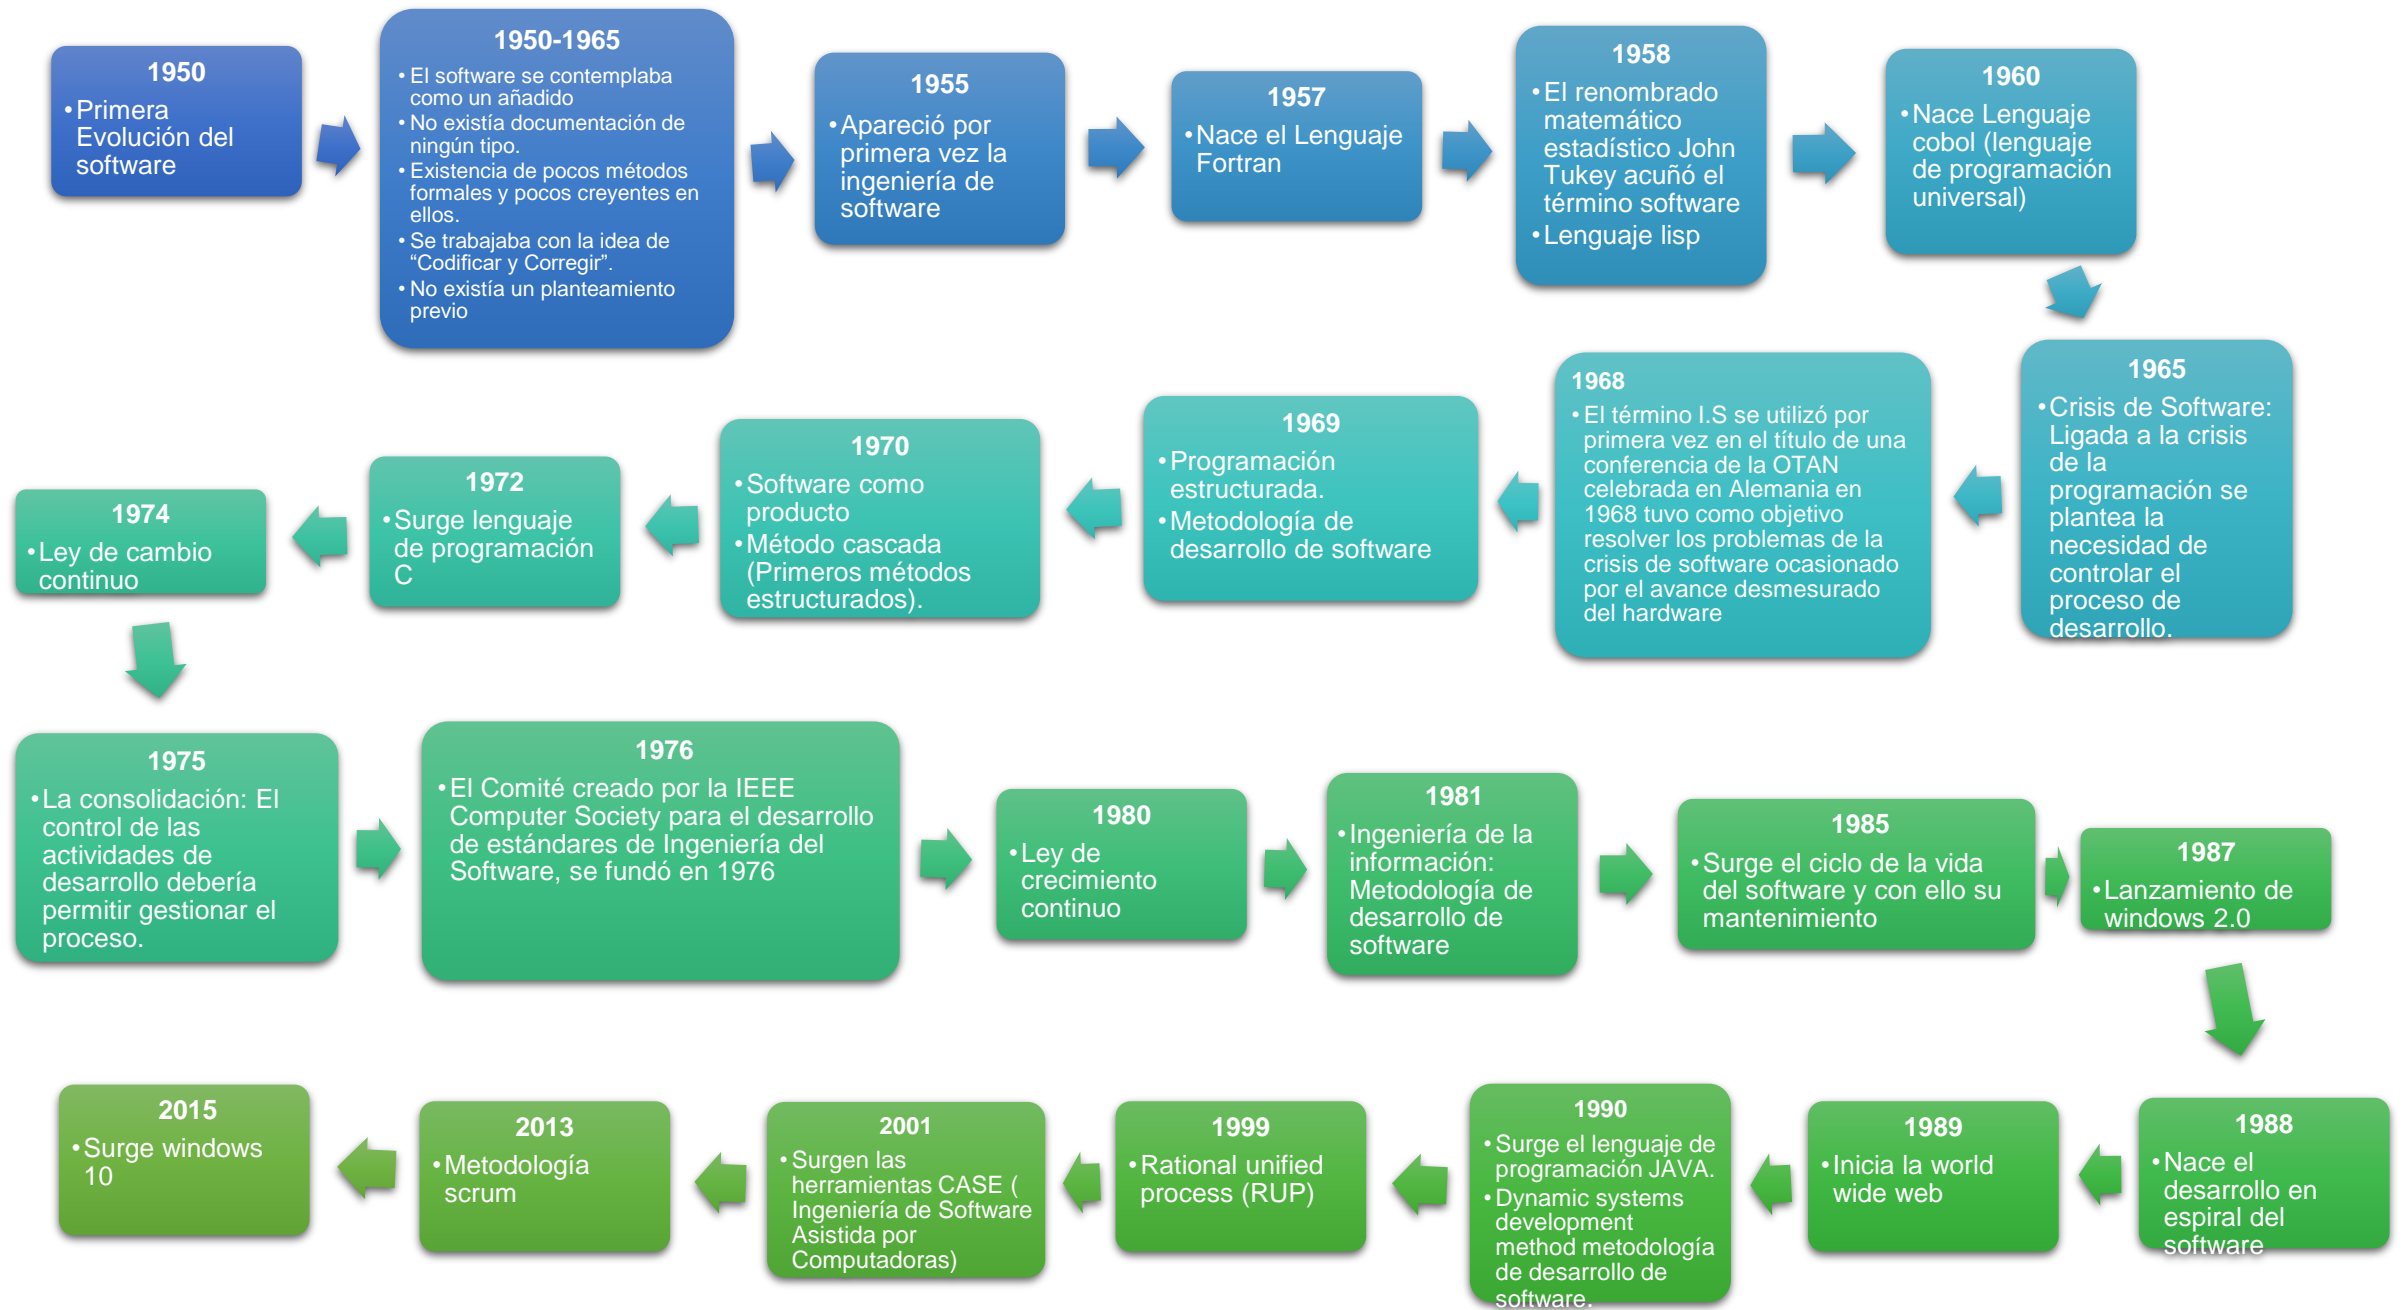 1950
•Primera
Evolución del
software
1950-1965
•El software se contemplaba
como un añadido
•No existía documentación de
ningún tipo.
•Existencia de pocos métodos
formales y pocos creyentes en
ellos.
•Se trabajaba con la idea de
“Codificar y Corregir”.
•No existía un planteamiento
previo
1955
•Apareció por
primera vez la
ingeniería de
software
1957
•Nace el Lenguaje
Fortran
1958
•El renombrado
matemático
estadístico John
Tukey acuñó el
término software
•Lenguaje lisp
1960
•Nace Lenguaje
cobol (lenguaje
de programación
universal)
1965
•Crisis de Software:
Ligada a la crisis
de la
programación se
plantea la
necesidad de
controlar el
proceso de
desarrollo.
1968
•El término I.S se utilizó por
primera vez en el título de una
conferencia de la OTAN
celebrada en Alemania en
1968 tuvo como objetivo
resolver los problemas de la
crisis de software ocasionado
por el avance desmesurado
del hardware
1969
•Programación
estructurada.
•Metodología de
desarrollo de software
1970
•Software como
producto
•Método cascada
(Primeros métodos
estructurados).
1972
•Surge lenguaje
de programación
C
1974
•Ley de cambio
continuo
1975
•La consolidación: El
control de las
actividades de
desarrollo debería
permitir gestionar el
proceso.
1976
•El Comité creado por la IEEE
Computer Society para el desarrollo
de estándares de Ingeniería del
Software, se fundó en 1976
1980
•Ley de
crecimiento
continuo
1981
•Ingeniería de la
información:
Metodología de
desarrollo de
software
1985
•Surge el ciclo de la vida
del software y con ello su
mantenimiento
1987
•Lanzamiento de
windows 2.0
1988
•Nace el
desarrollo en
espiral del
software
1989
•Inicia la world
wide web
1990
•Surge el lenguaje de
programación JAVA.
•Dynamic systems
development
method metodología
de desarrollo de
software.
1999
•Rational unified
process (RUP)
2001
•Surgen las
herramientas CASE (
Ingeniería de Software
Asistida por
Computadoras)
2013
•Metodología
scrum
2015
•Surge windows
10